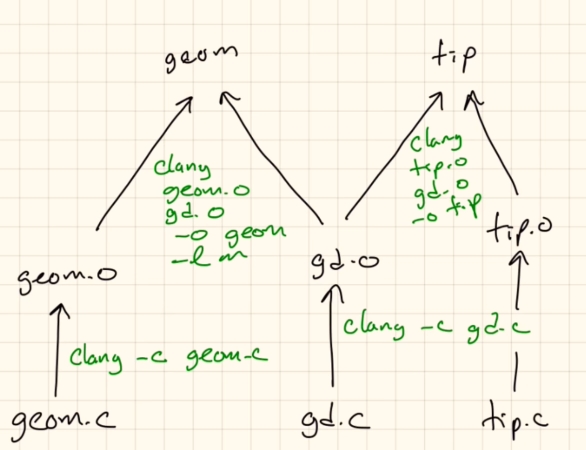 geom
tip
clang
geom.o
gd.o
-o geom
-lm
clang
tip.o
gd.o
-o tip
geom.o
gd.o
tip.o
clang -c geom.c
clang -c gd.c
geom.c
gd.c
tip.c